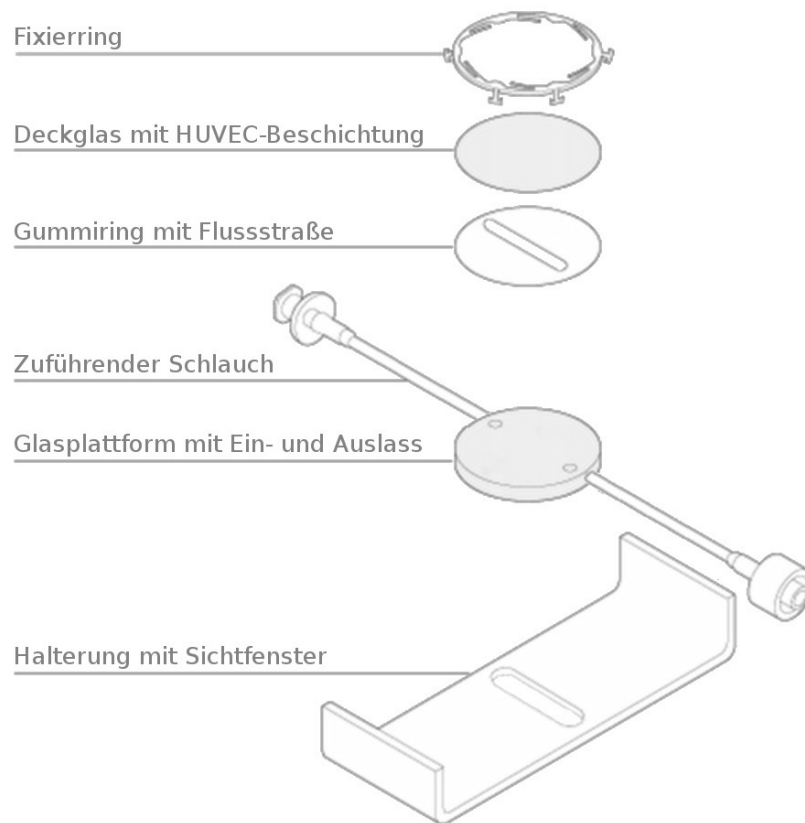 Fixierring
Deckglas mit HUVEC-Beschichtung
Gummiring mit Flussstraße
Zuführender Schlauch
Glasplattform mit Ein- und Auslass
Halterung mit Sichtfenster